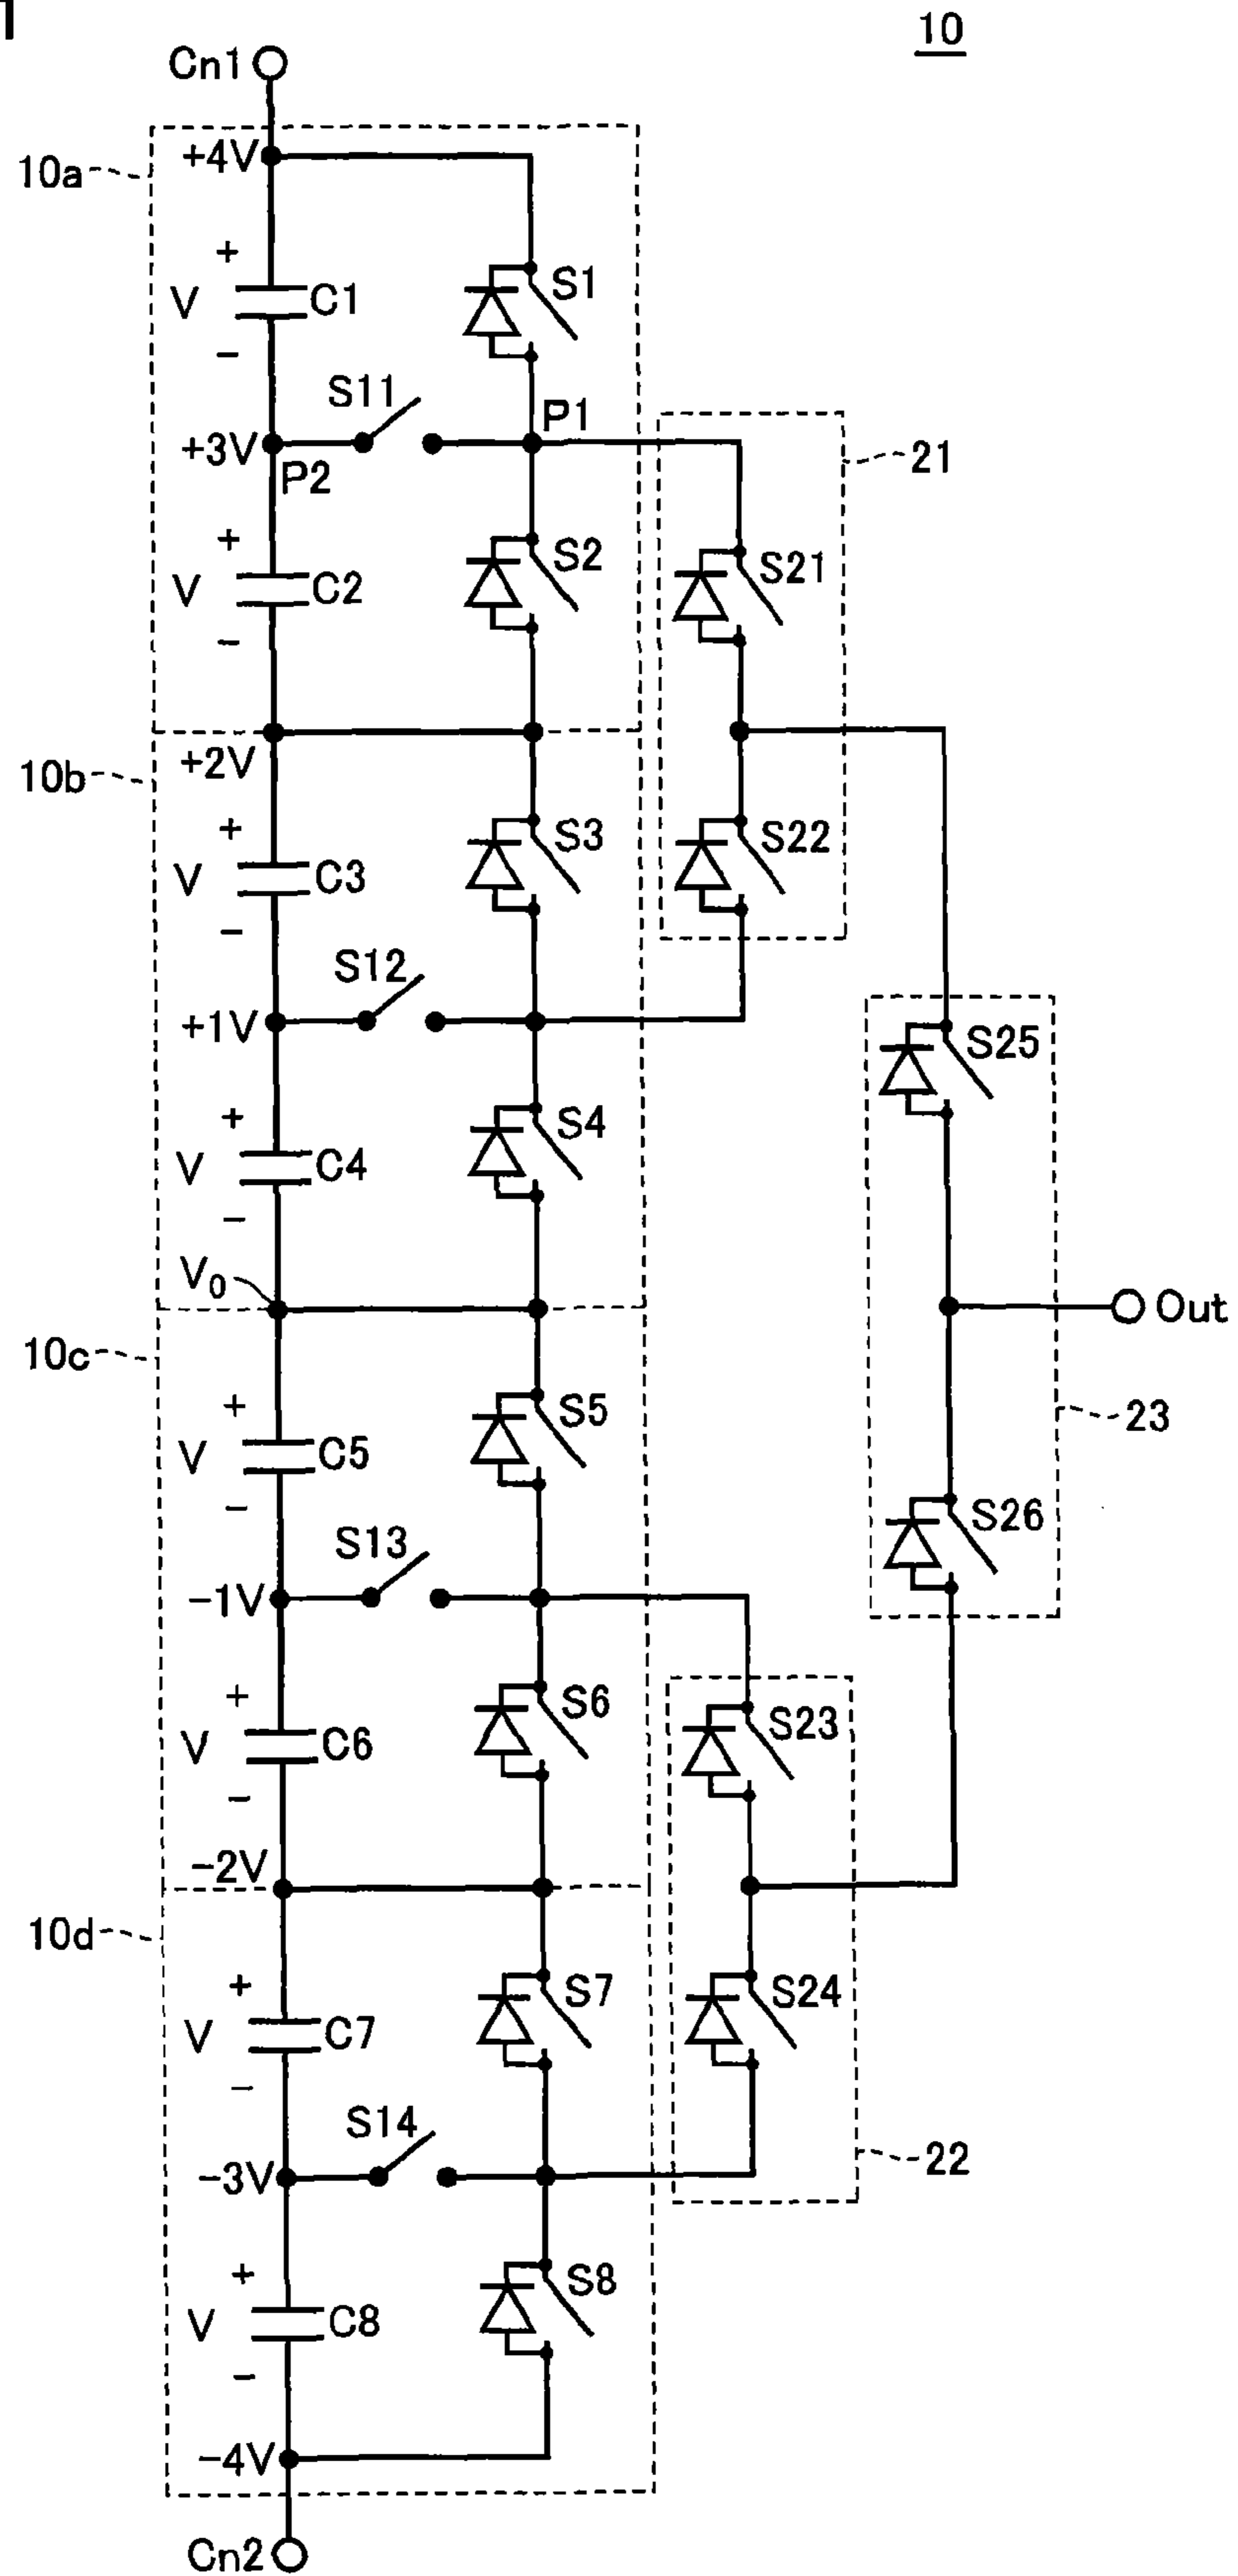 1
10
Cn1
+4V
10a
+
S1
V
C1
−
S11
P1
+3V
P2
21
+
S2
S21
V
C2
−
+2V
10b
+
S3
S22
V
C3
−
S12
+1V
S25
+
S4
V
C4
−
V0
Out
10c
+
S5
23
V
C5
−
S26
S13
−1V
+
S6
S23
V
C6
−
−2V
10d
+
S7
S24
V
C7
−
S14
−3V
22
+
S8
V
C8
−
−4V
Cn2